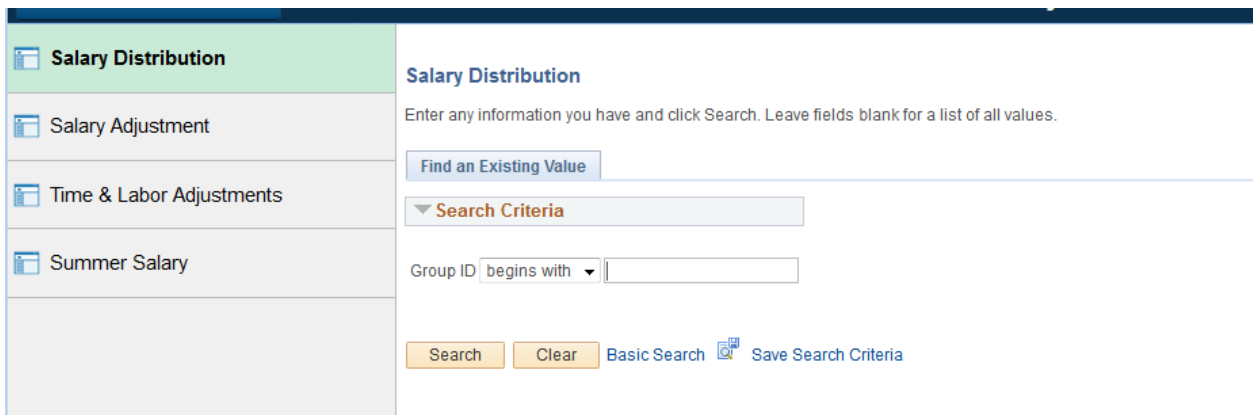 Salary Distribution
Salary Adjustment
Time & Labor Adjustments
Summer Salary
Salary Distribution
Enter any information you have and click Search. Leave fields blank for a list of all values.
Find an Existing Value
Search Criteria
Group ID begins with
Search Clear Basic Search Save Search Criteria